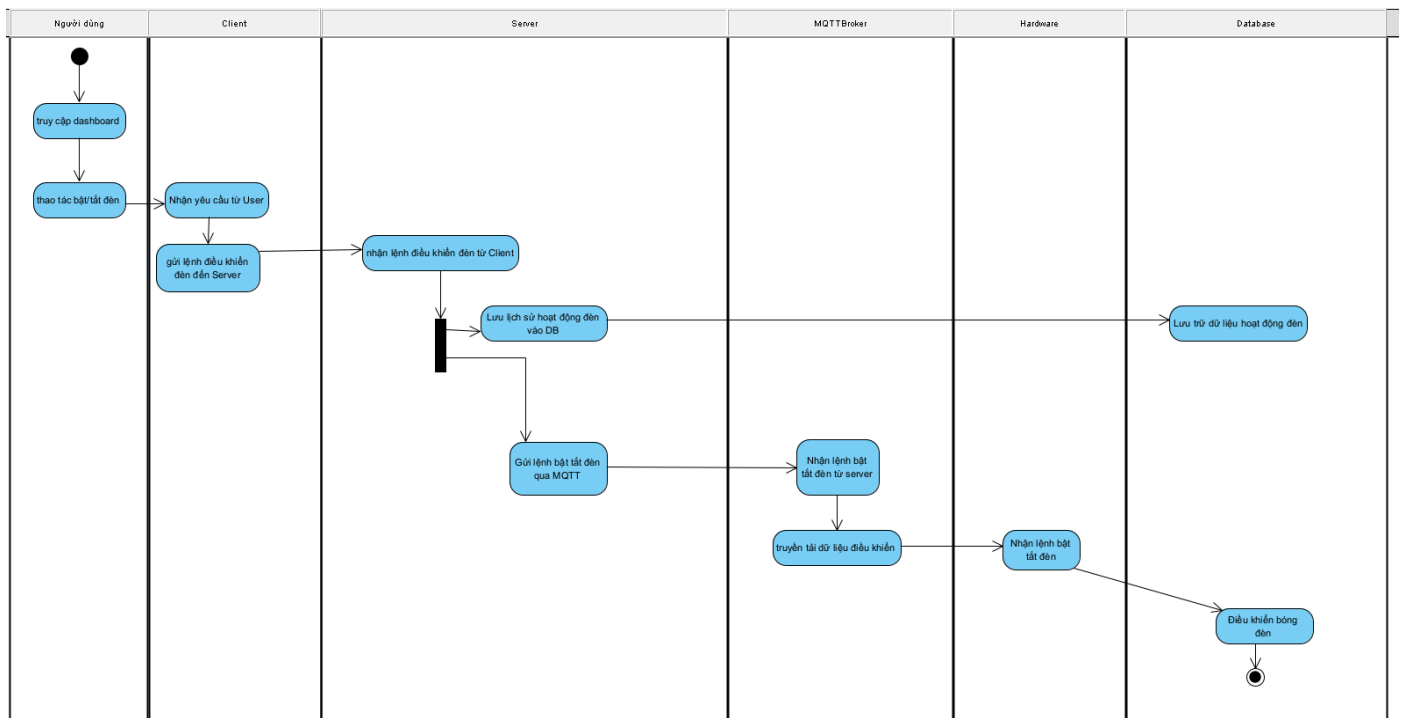 Người dùng
Client
Server
MQTTBroker
Hardware
Database
truy cập dashboard
thao tác bật/tắt đèn
Nhận yêu cầu từ User
gửi lệnh điều khiển
đèn đến Server
nhận lệnh điều khiển đèn từ Client
Lưu lịch sử hoạt động đèn
vào DB
Lưu trữ dữ liệu hoạt động đèn
Gửi lệnh bật tắt đèn
qua MQTT
Nhận lệnh bật
tắt đèn từ server
truyền tải dữ liệu điều khiển
Nhận lệnh bật
tắt đèn
Điều khiển bóng
đèn